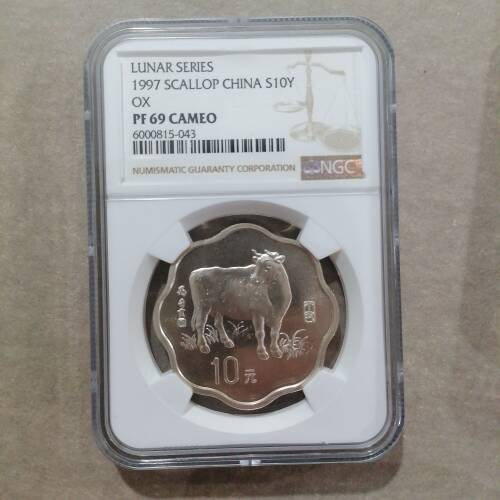 LUNAR SERIES
1997 SCALLOP CHINA S10Y
OX
PF 69 CAMEO
6000815-043
NUMISMATIC GUARANTY CORPORATION
NGC
10元